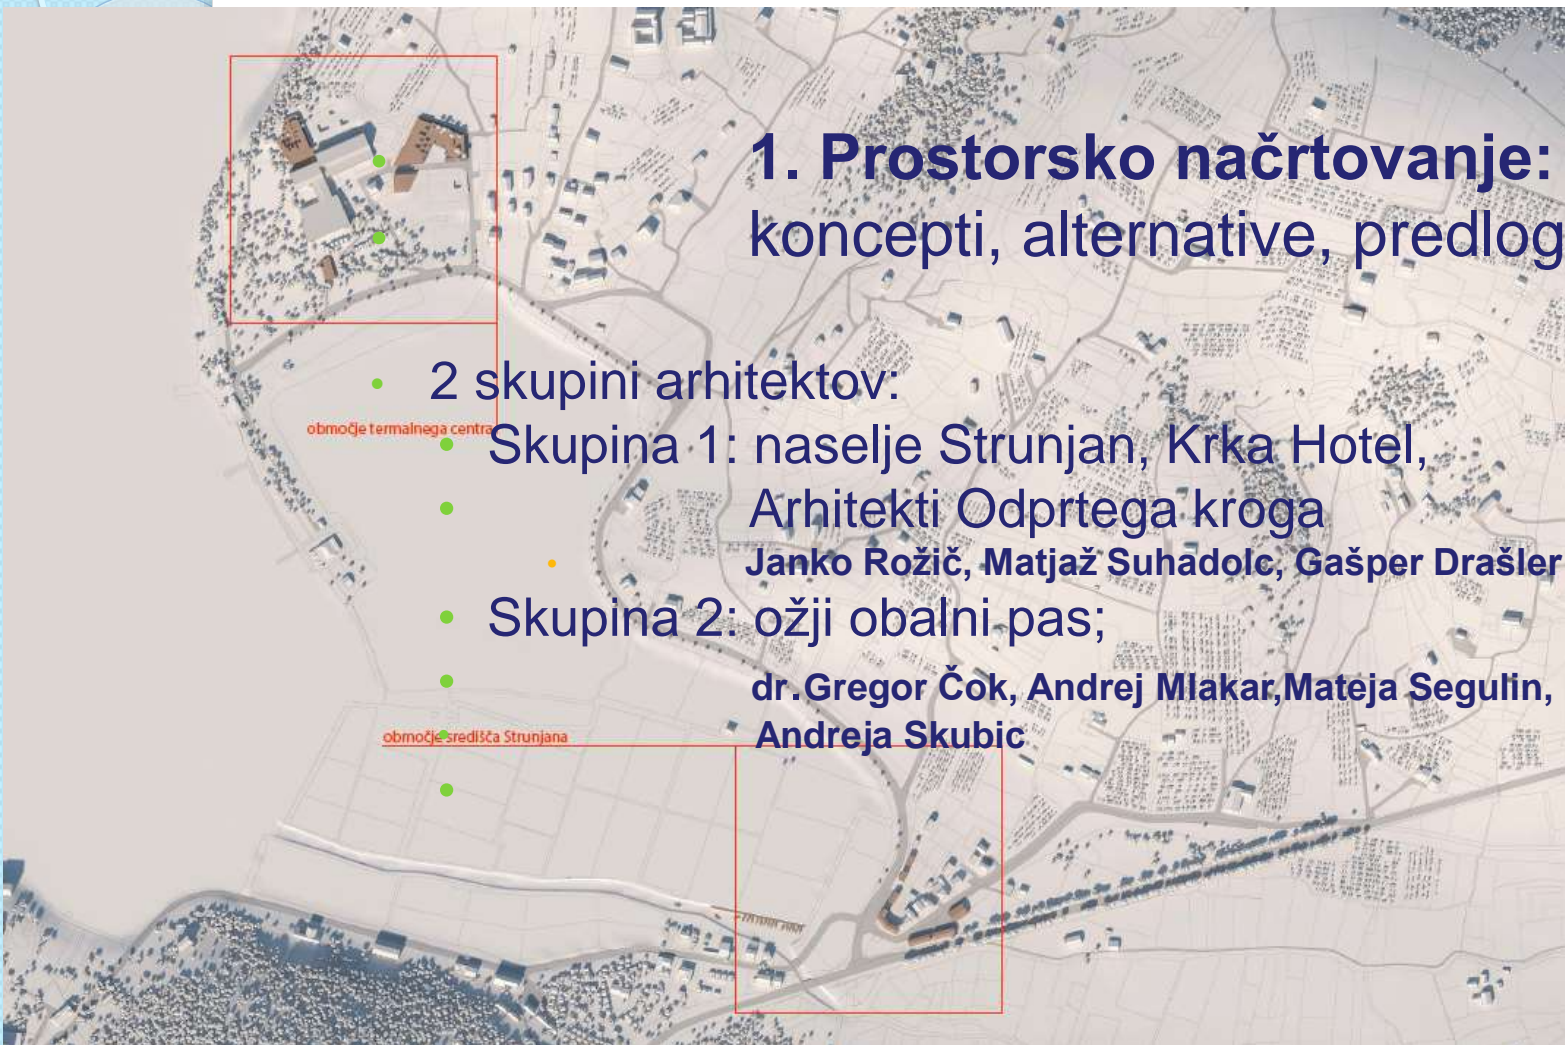 1. Prostorsko načrtovanje:
koncepti, alternative, predlog
2 skupini arhitektov:
območje termalnega centra
Skupina 1: naselje Strunjan, Krka Hotel,
Arhitekti Odprtega kroga
Janko Rožič, Matjaž Suhadolc, Gašper Drašler
Skupina 2: ožji obalni pas;
dr.Gregor Čok, Andrej Mlakar,Mateja Segulin,
Andreja Skubic
območje središča Strunjana